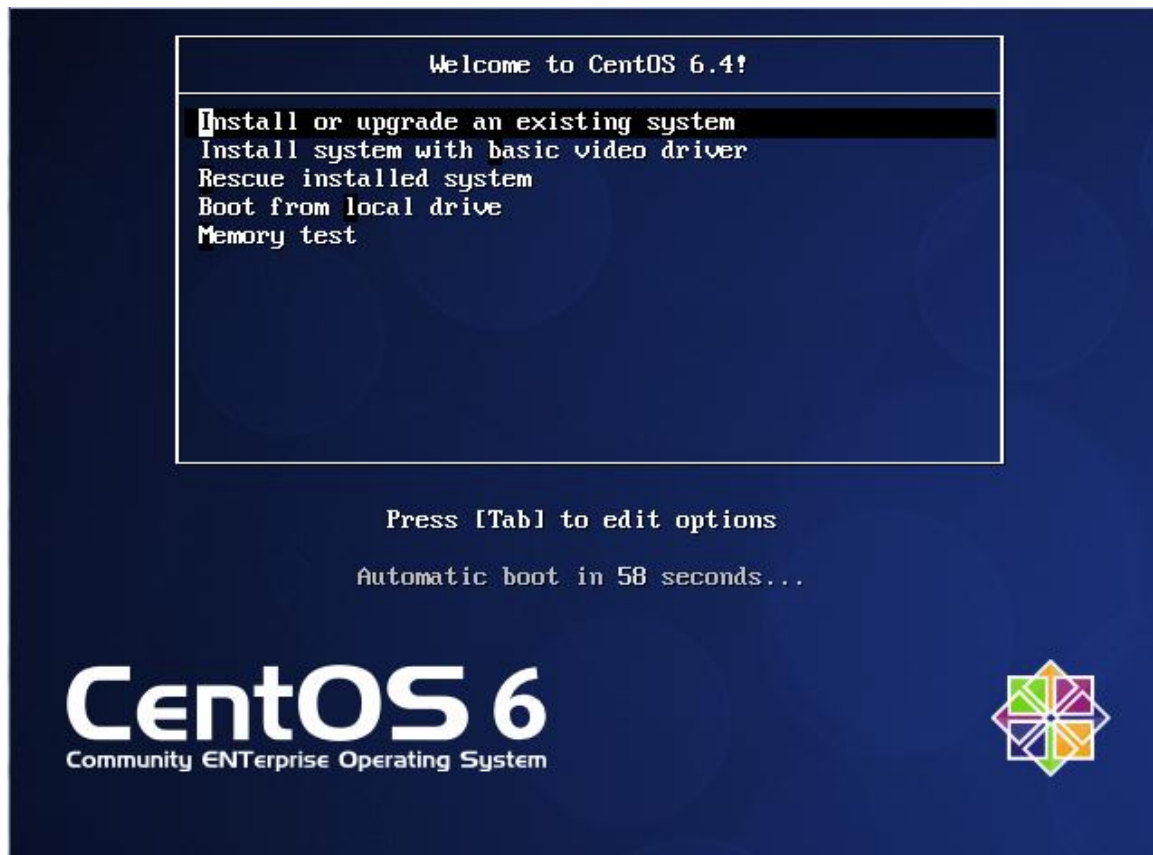 Welcome to CentOS 6.4!
Install or upgrade an existing system
Install system with basic video driver
Rescue installed system
Boot from local drive
Memory test
Press [Tab] to edit options
Automatic boot in 58 seconds...
CentOS 6
Community ENTerprise Operating System